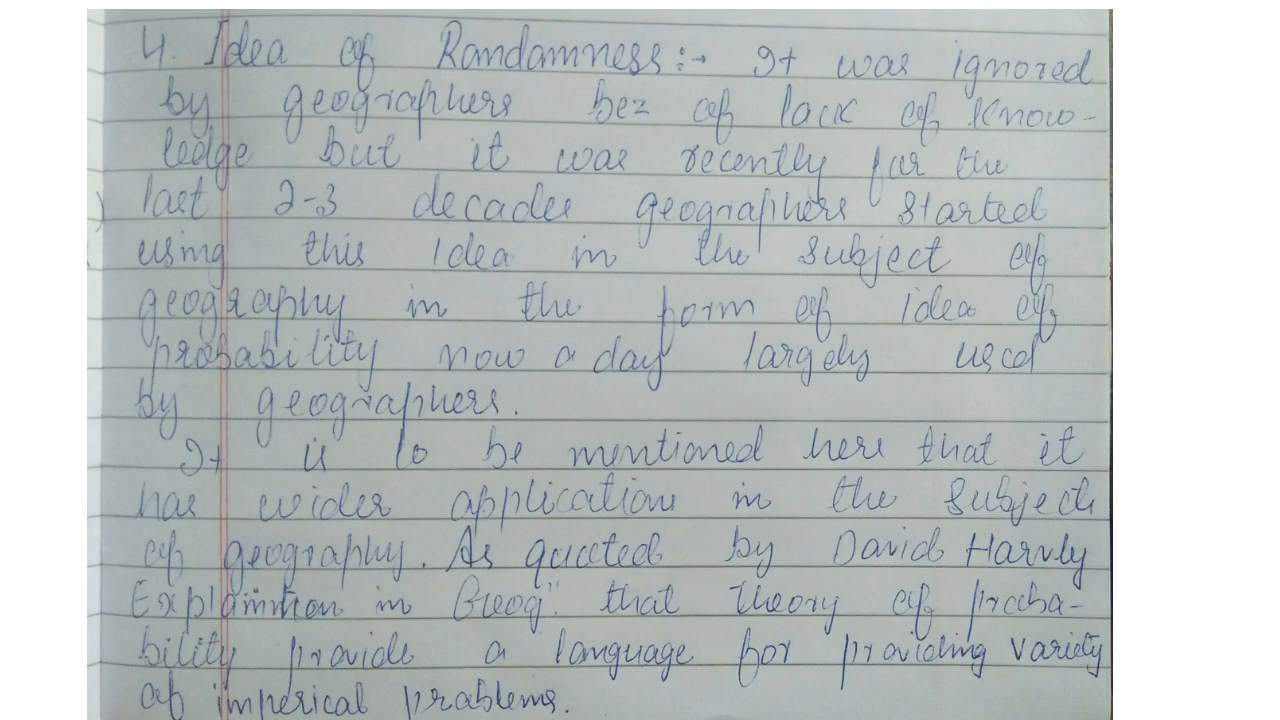 4. Idea of Randamness:→ It was ignored
by geographers bcz of lack of know-
ledge but it was recently for the
last 2-3 decades geographers started
using this idea in the subject of
geography in the form of idea of
probability now a day largely used
by geographers.
It is to be mentioned here that it
has wider application in the subject
of geography. As quoted by David Harvly
in Geog". that theory of proba-
bility provide a language for providing variety
of imperical problems.